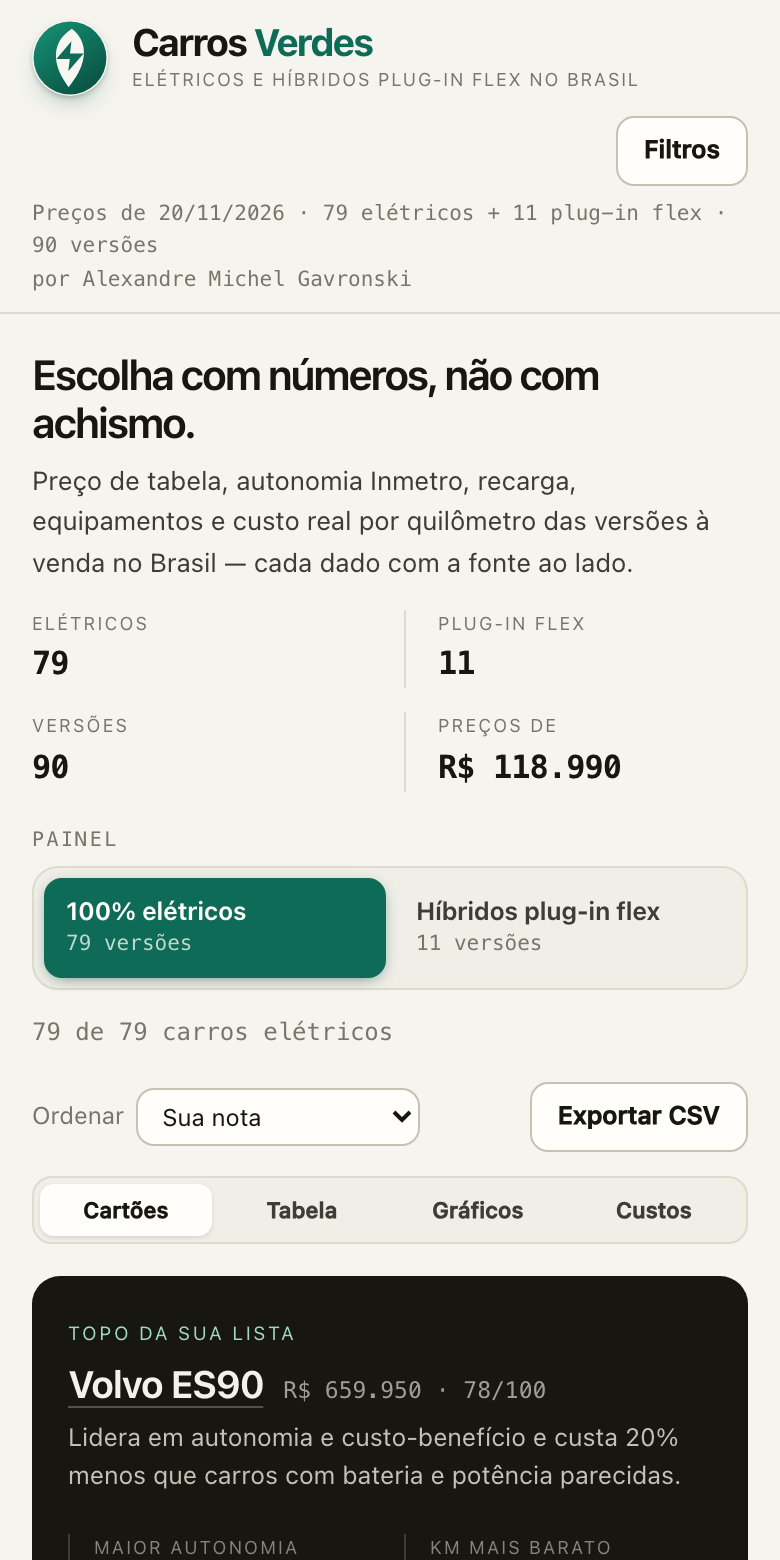 Carros Verdes
ELÉTRICOS E HÍBRIDOS PLUG-IN FLEX NO BRASIL
Filtros
Preços de 20/11/2026 · 79 elétricos + 11 plug-in flex ·
90 versões
por Alexandre Michel Gavronski
Escolha com números, não com
achismo.
Preço de tabela, autonomia Inmetro, recarga,
equipamentos e custo real por quilômetro das versões à
venda no Brasil — cada dado com a fonte ao lado.
ELÉTRICOS
79
PLUG-IN FLEX
11
VERSÕES
90
PREÇOS DE
R$ 118.990
PAINEL
100% elétricos
79 versões
Híbridos plug-in flex
11 versões
79 de 79 carros elétricos
Ordenar
Sua nota
Exportar CSV
Cartões
Tabela
Gráficos
Custos
TOPO DA SUA LISTA
Volvo ES90 R$ 659.950 · 78/100
Lidera em autonomia e custo-benefício e custa 20%
menos que carros com bateria e potência parecidas.
MAIOR AUTONOMIA
KM MAIS BARATO